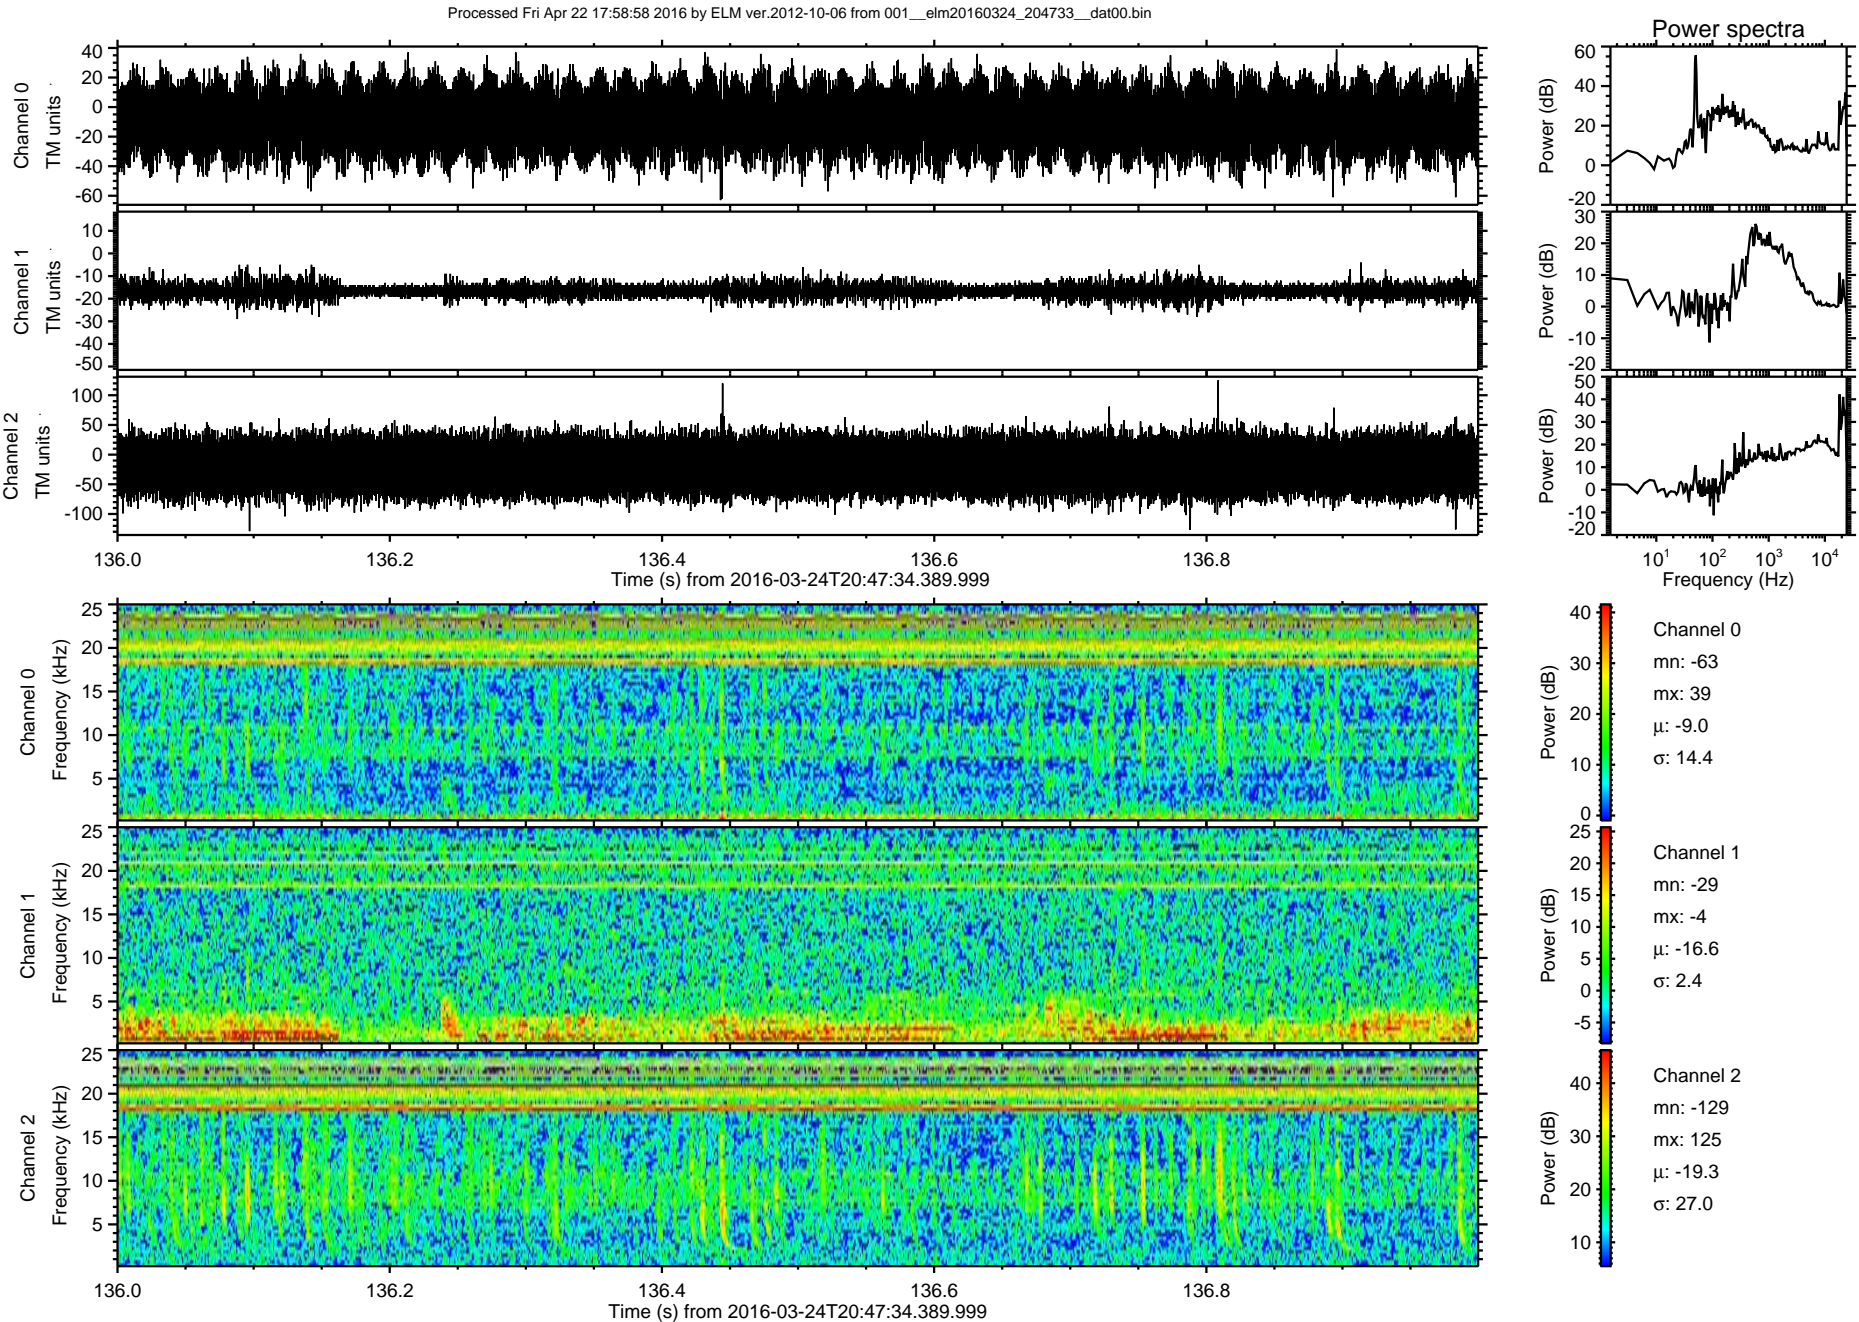 Processed Fri Apr 22 17:58:58 2016 by ELM ver.2012-10-06 from 001__elm20160324_204733__dat00.bin
Power spectra
Channel 0
TM units
40
20
0
-20
-40
-60
Power (dB)
60
40
20
0
-20
Channel 1
TM units
10
0
-10
-20
-30
-40
-50
Power (dB)
30
20
10
0
-10
-20
Channel 2
TM units
100
50
0
-50
-100
Power (dB)
50
40
30
20
10
0
-10
-20
136.0 136.2 136.4 136.6 136.8
Time (s) from 2016-03-24T20:47:34.389.999
10^1 10^2 10^3 10^4
Frequency (Hz)
Channel 0
Frequency (kHz)
25
20
15
10
5
Power (dB)
40
30
20
10
0
Channel 0
mn: -63
mx: 39
μ: -9.0
σ: 14.4
Channel 1
Frequency (kHz)
25
20
15
10
5
Power (dB)
25
20
15
10
5
0
-5
Channel 1
mn: -29
mx: -4
μ: -16.6
σ: 2.4
Channel 2
Frequency (kHz)
25
20
15
10
5
Power (dB)
40
30
20
10
Channel 2
mn: -129
mx: 125
μ: -19.3
σ: 27.0
136.0 136.2 136.4 136.6 136.8
Time (s) from 2016-03-24T20:47:34.389.999